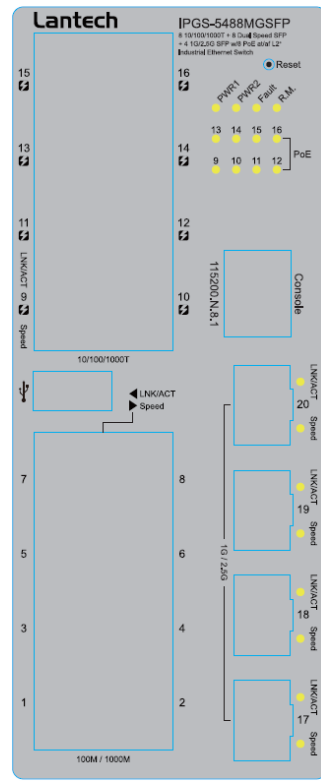 Lantech
IPGS-5488MGSFP
8 10/100/1000T + 8 Dual Speed SFP
+ 4 1G/2.5G SFP w/8 PoE at/af L2+
Industrial Ethernet Switch
Reset
PWR1 PWR2 Fault R.M.
13 14 15 16
9 10 11 12
PoE
15 16
13 14
11 12
LNK/ACT
9 10
Speed
10/100/1000T
115200.N.8.1
Console
LNK/ACT
Speed
7 8
5 6
3 4
1 2
100M / 1000M
1G / 2.5G
LNK/ACT
20
Speed
LNK/ACT
19
Speed
LNK/ACT
18
Speed
LNK/ACT
17
Speed